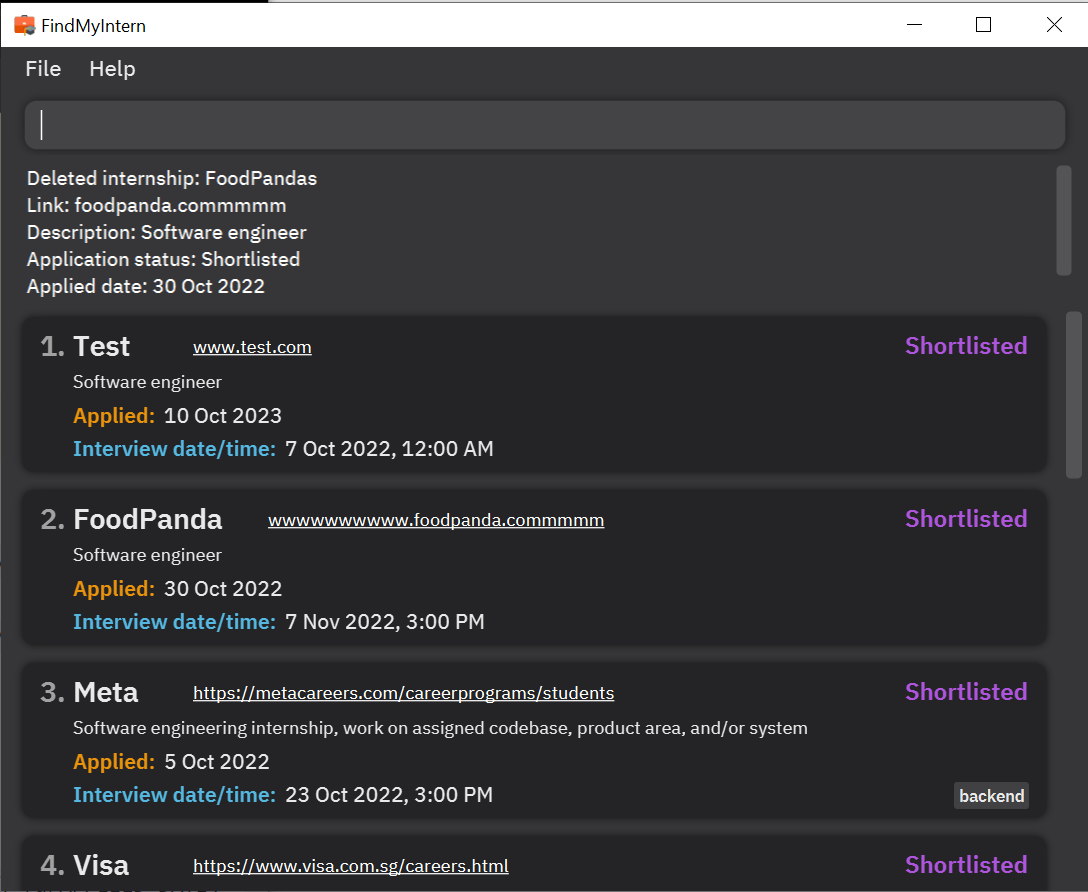 FindMyIntern
File Help
Deleted internship: FoodPandas
Link: foodpanda.commmmm
Description: Software engineer
Application status: Shortlisted
Applied date: 30 Oct 2022
1. Test www.test.com Shortlisted
Software engineer
Applied: 10 Oct 2023
Interview date/time: 7 Oct 2022, 12:00 AM
2. FoodPanda wwwwwwwwww.foodpanda.commmmm Shortlisted
Software engineer
Applied: 30 Oct 2022
Interview date/time: 7 Nov 2022, 3:00 PM
3. Meta https://metacareers.com/careerprograms/students Shortlisted
Software engineering internship, work on assigned codebase, product area, and/or system
Applied: 5 Oct 2022
Interview date/time: 23 Oct 2022, 3:00 PM
backend
4. Visa https://www.visa.com.sg/careers.html Shortlisted